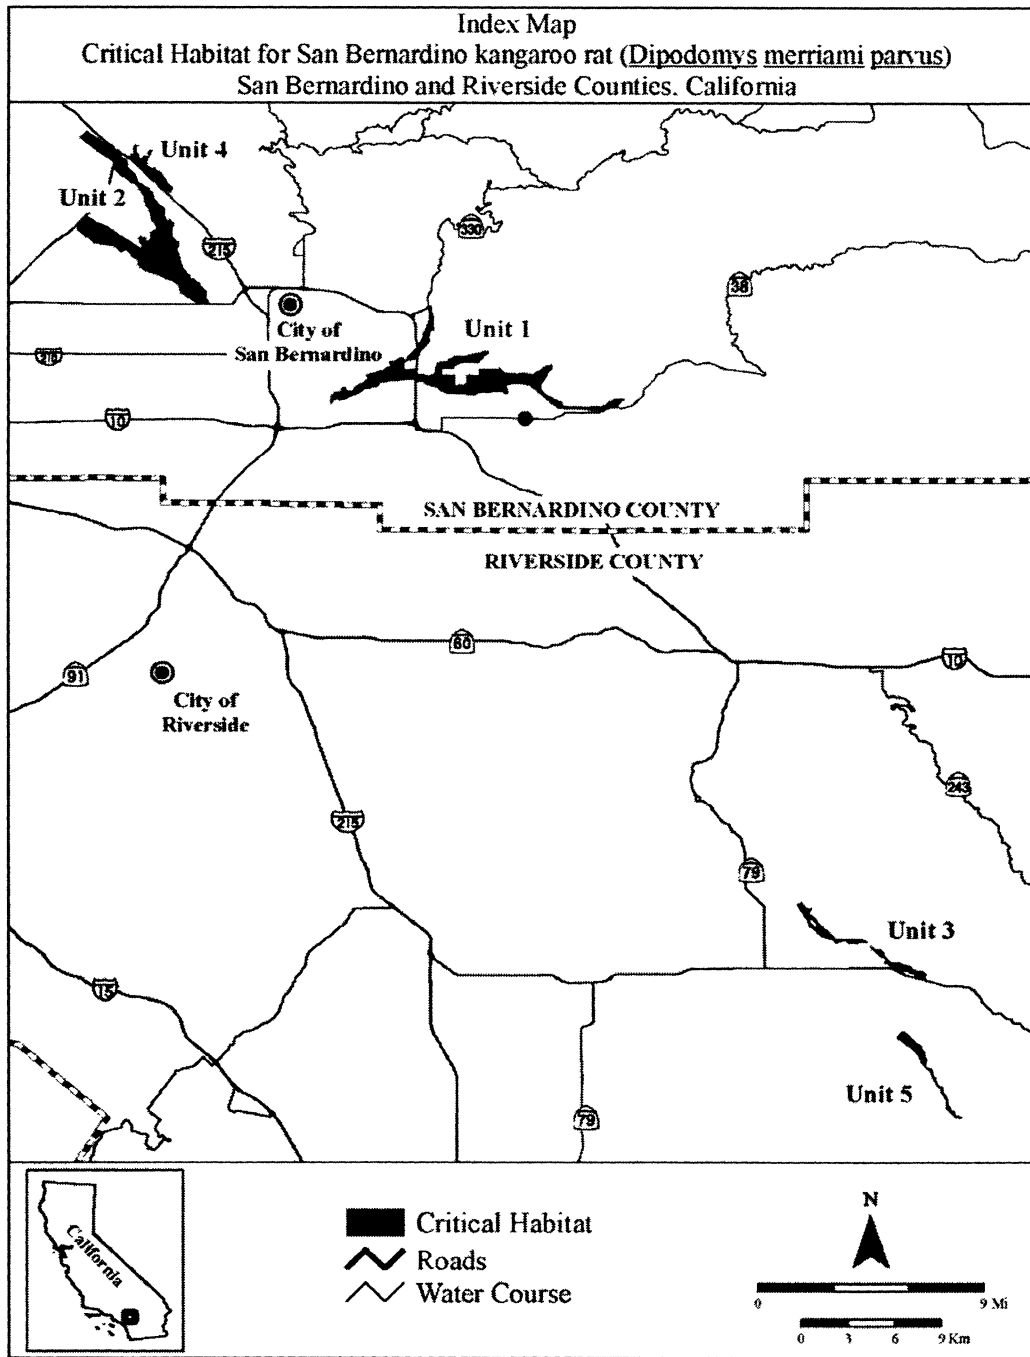 Index Map
Critical Habitat for San Bernardino kangaroo rat (Dipodomys merriami parvus)
San Bernardino and Riverside Counties. California
Unit 4
Unit 2
330
215
38
City of
San Bernardino
Unit 1
210
10
SAN BERNARDINO COUNTY
RIVERSIDE COUNTY
60
10
91
City of
Riverside
243
215
79
Unit 3
15
Unit 5
79
California
Critical Habitat
Roads
Water Course
N
0 9 Mi
0 3 6 9 Km